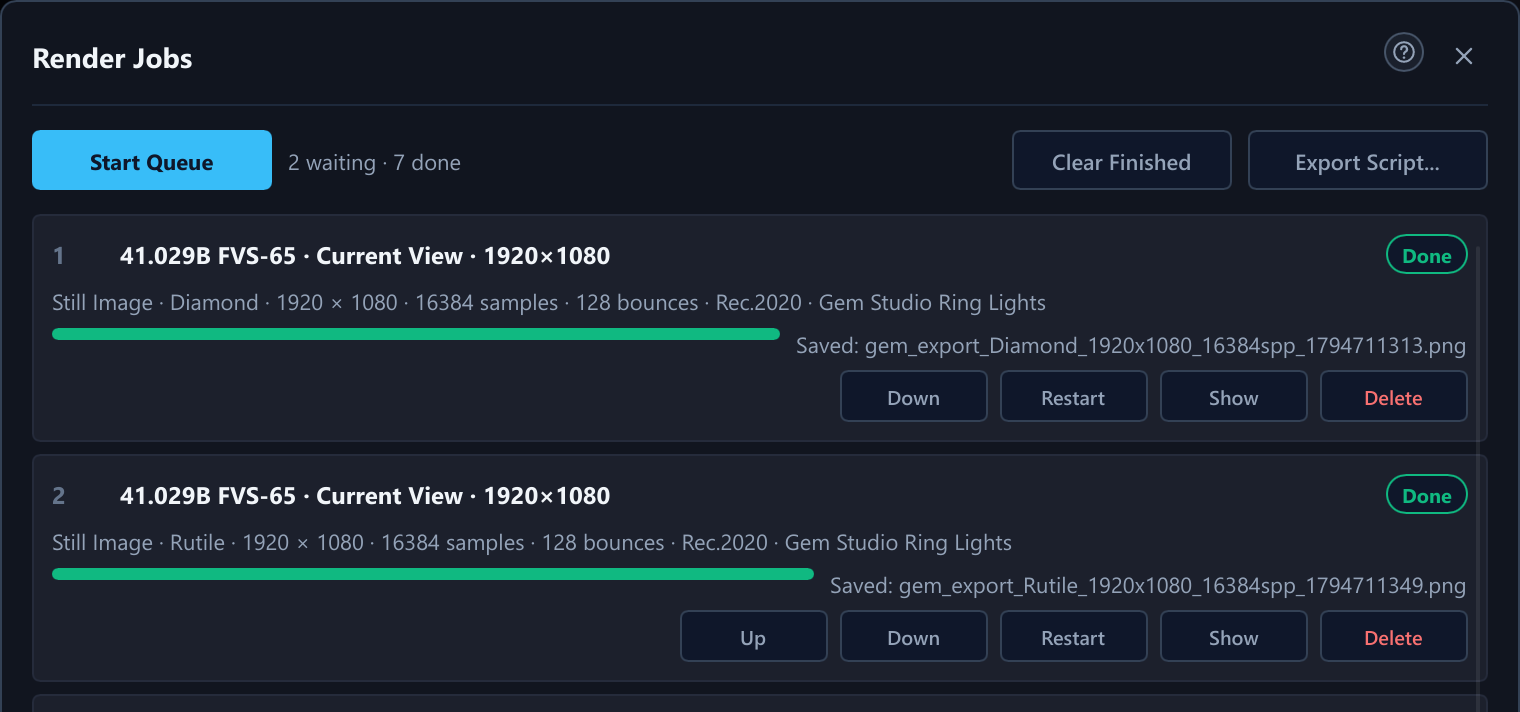 Render Jobs
Start Queue
2 waiting · 7 done
Clear Finished
Export Script...
1
41.029B FVS-65 · Current View · 1920×1080
Done
Still Image · Diamond · 1920 × 1080 · 16384 samples · 128 bounces · Rec.2020 · Gem Studio Ring Lights
Saved: gem_export_Diamond_1920x1080_16384spp_1794711313.png
Down
Restart
Show
Delete
2
41.029B FVS-65 · Current View · 1920×1080
Done
Still Image · Rutile · 1920 × 1080 · 16384 samples · 128 bounces · Rec.2020 · Gem Studio Ring Lights
Saved: gem_export_Rutile_1920x1080_16384spp_1794711349.png
Up
Down
Restart
Show
Delete